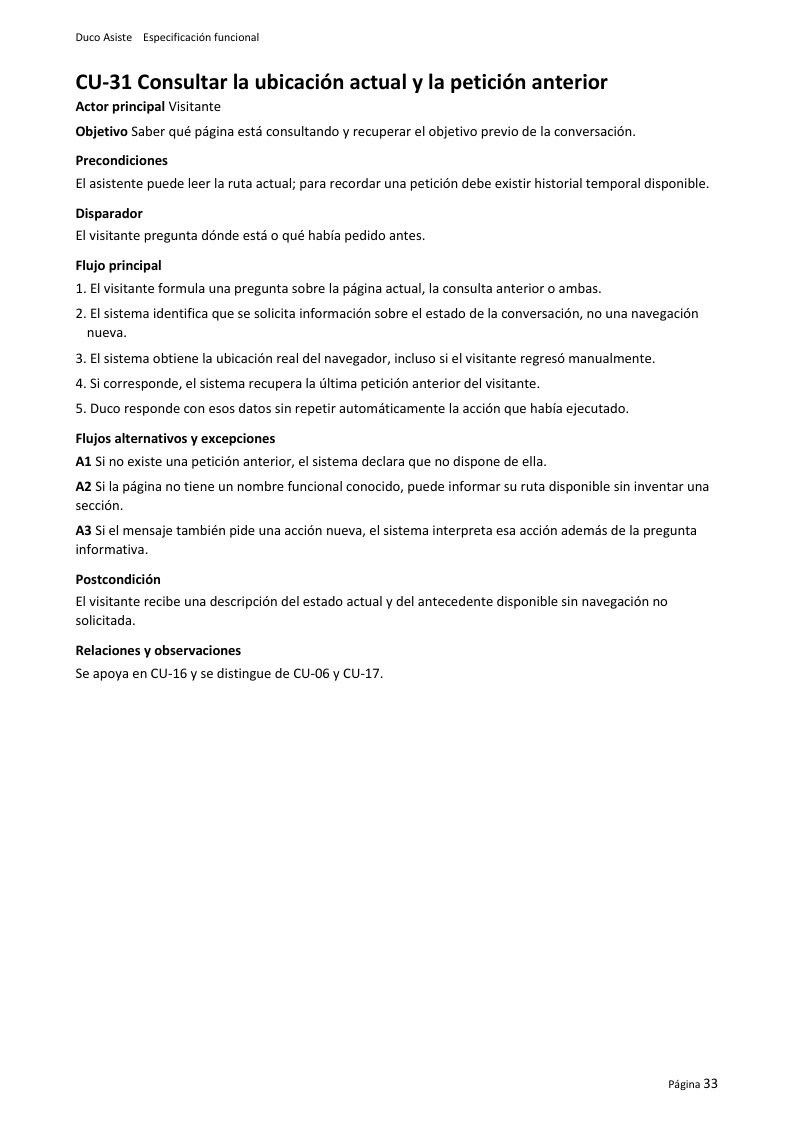 Duco Asiste    Especificación funcional
CU-31 Consultar la ubicación actual y la petición anterior
Actor principal Visitante
Objetivo Saber qué página está consultando y recuperar el objetivo previo de la conversación.
Precondiciones
El asistente puede leer la ruta actual; para recordar una petición debe existir historial temporal disponible.
Disparador
El visitante pregunta dónde está o qué había pedido antes.
Flujo principal
1. El visitante formula una pregunta sobre la página actual, la consulta anterior o ambas.
2. El sistema identifica que se solicita información sobre el estado de la conversación, no una navegación
nueva.
3. El sistema obtiene la ubicación real del navegador, incluso si el visitante regresó manualmente.
4. Si corresponde, el sistema recupera la última petición anterior del visitante.
5. Duco responde con esos datos sin repetir automáticamente la acción que había ejecutado.
Flujos alternativos y excepciones
A1 Si no existe una petición anterior, el sistema declara que no dispone de ella.
A2 Si la página no tiene un nombre funcional conocido, puede informar su ruta disponible sin inventar una
sección.
A3 Si el mensaje también pide una acción nueva, el sistema interpreta esa acción además de la pregunta
informativa.
Postcondición
El visitante recibe una descripción del estado actual y del antecedente disponible sin navegación no
solicitada.
Relaciones y observaciones
Se apoya en CU-16 y se distingue de CU-06 y CU-17.
Página 33